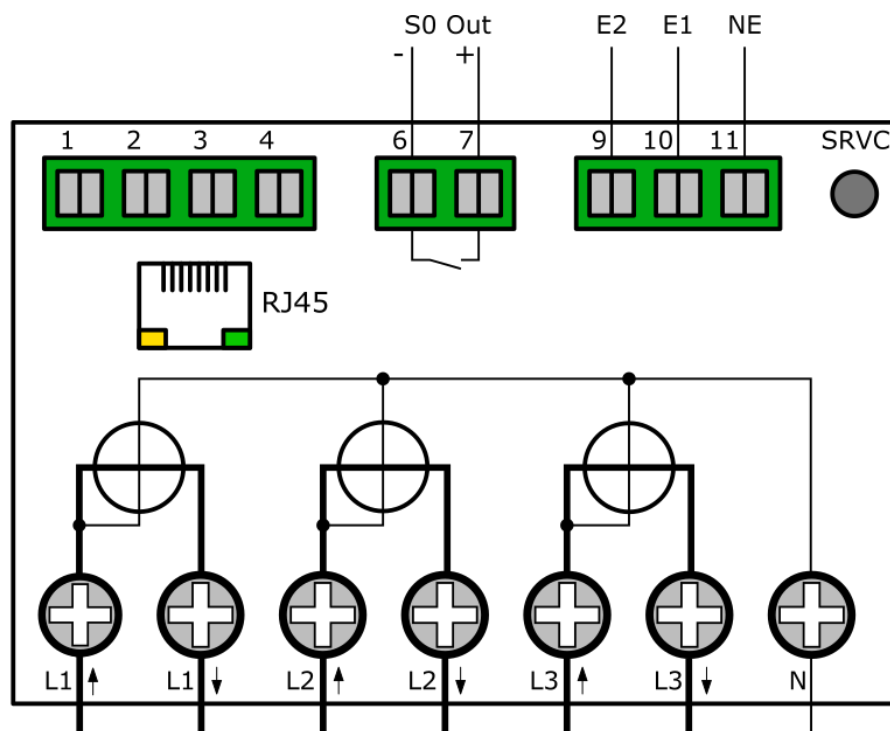 S0 Out E2 E1 NE
- +
1 2 3 4 6 7 9 10 11 SRVC
RJ45
L1 L1 L2 L2 L3 L3 N